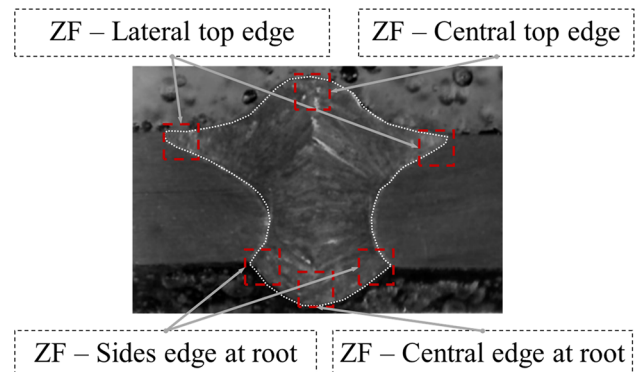 ZF – Lateral top edge
ZF – Central top edge
ZF – Sides edge at root
ZF – Central edge at root